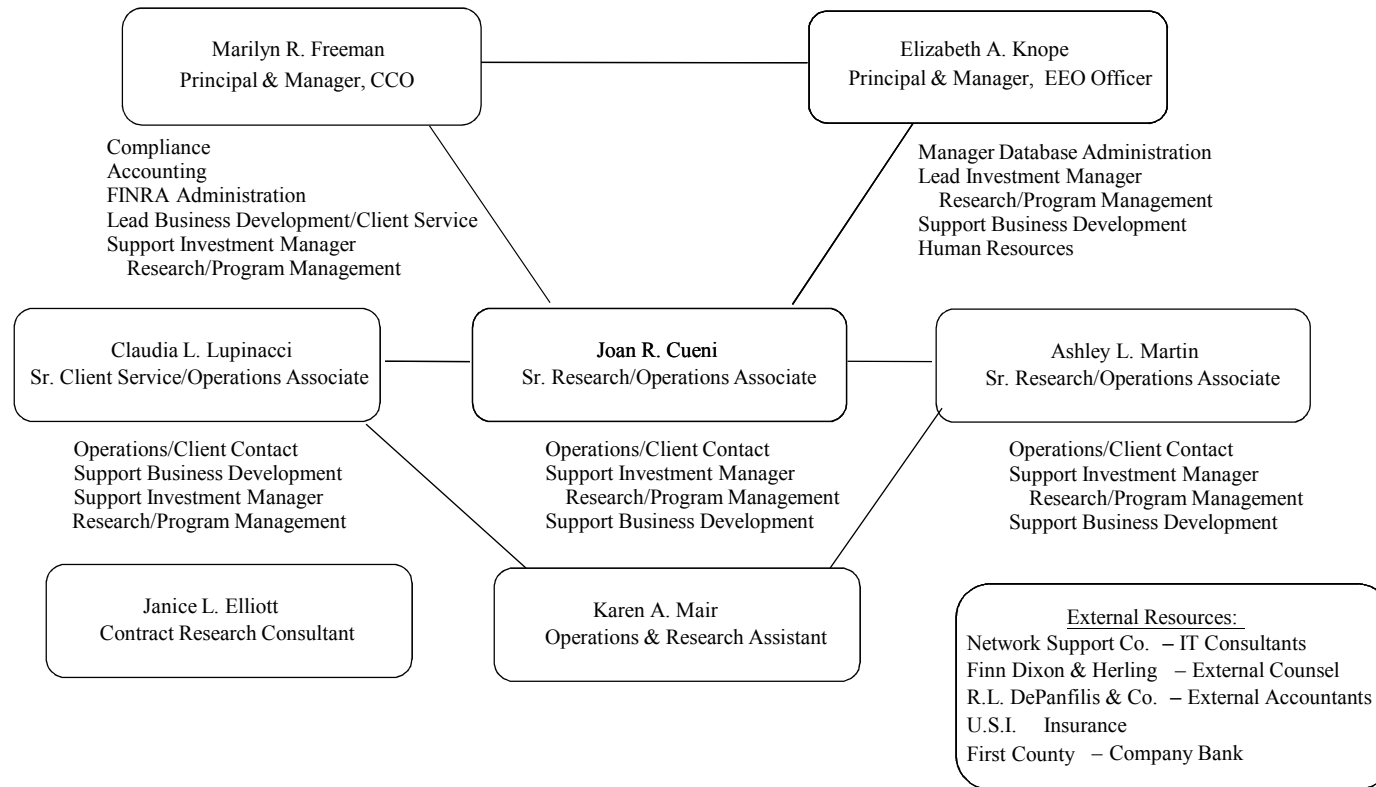 Marilyn R. Freeman
Principal & Manager, CCO
Elizabeth A. Knope
Principal & Manager, EEO Officer
Compliance
Accounting
FINRA Administration
Lead Business Development/Client Service
Support Investment Manager
Research/Program Management
Manager Database Administration
Lead Investment Manager
Research/Program Management
Support Business Development
Human Resources
Claudia L. Lupinacci
Sr. Client Service/Operations Associate
Joan R. Cueni
Sr. Research/Operations Associate
Ashley L. Martin
Sr. Research/Operations Associate
Operations/Client Contact
Support Business Development
Support Investment Manager
Research/Program Management
Operations/Client Contact
Support Investment Manager
Research/Program Management
Support Business Development
Operations/Client Contact
Support Investment Manager
Research/Program Management
Support Business Development
Janice L. Elliott
Contract Research Consultant
Karen A. Mair
Operations & Research Assistant
External Resources:
Network Support Co. – IT Consultants
Finn Dixon & Herling – External Counsel
R.L. DePanfilis & Co. – External Accountants
U.S.I. Insurance
First County – Company Bank